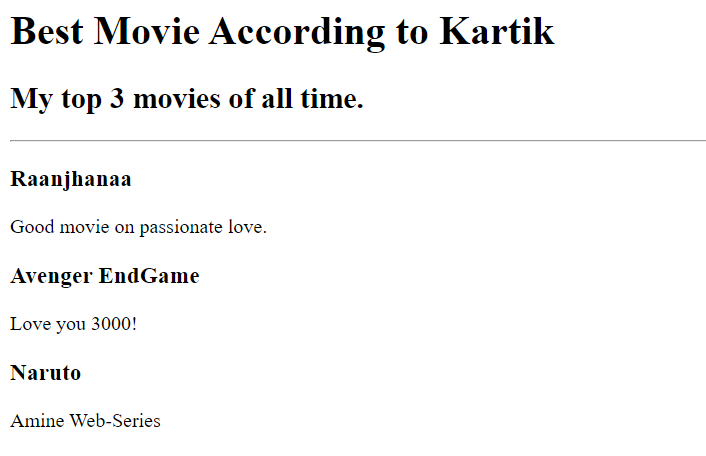 Best Movie According to Kartik
My top 3 movies of all time.
Raanjhanaa
Good movie on passionate love.
Avenger EndGame
Love you 3000!
Naruto
Amine Web-Series